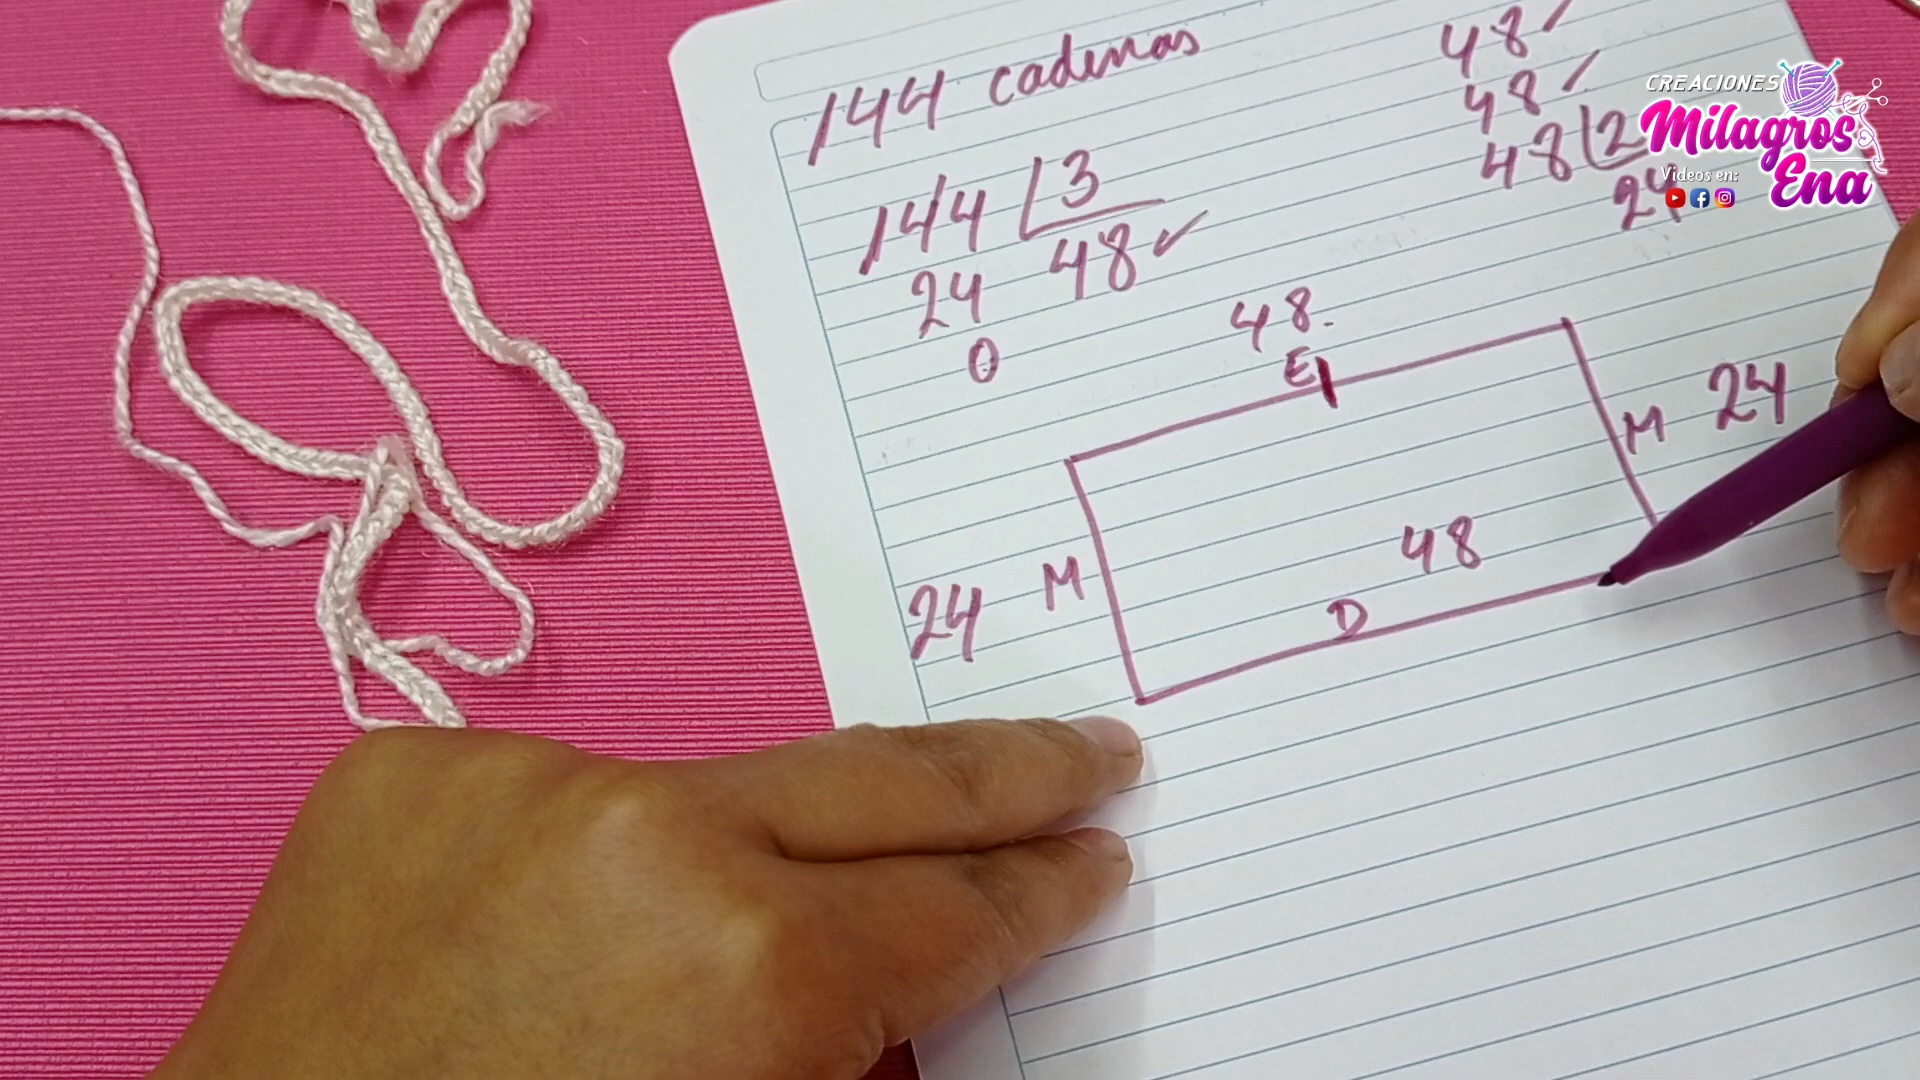 144 cadenas
144 3
24 48 ✓
0
48 ✓
48 ✓
48 2
24
CREACIONES
Milagros
Ena
Videos en:
48.
E
M 24
24 M
48
D